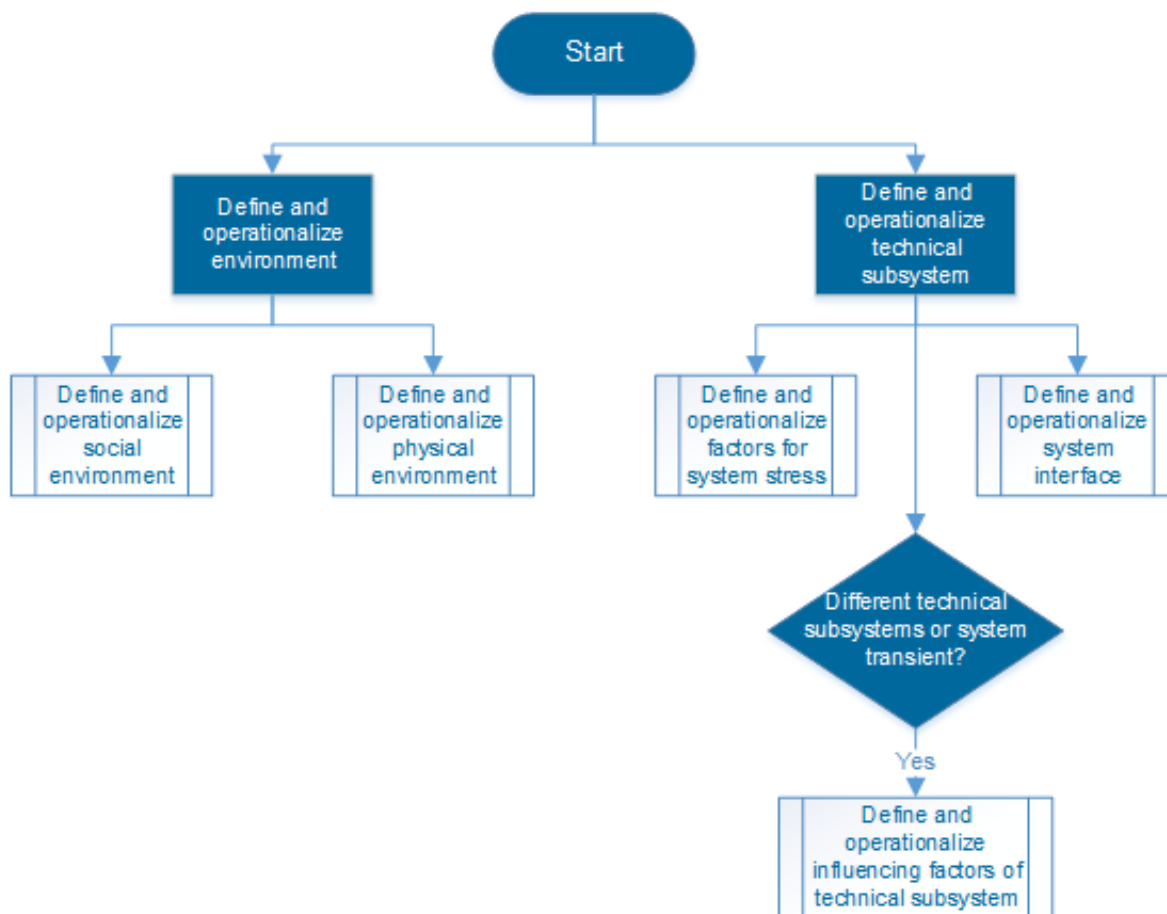 Start
Define and
operationalize
environment
Define and
operationalize
technical
subsystem
Define and
operationalize
social
environment
Define and
operationalize
physical
environment
Define and
operationalize
factors for
system stress
Define and
operationalize
system
interface
Different technical
subsystems or system
transient?
Yes
Define and
operationalize
influencing factors of
technical subsystem